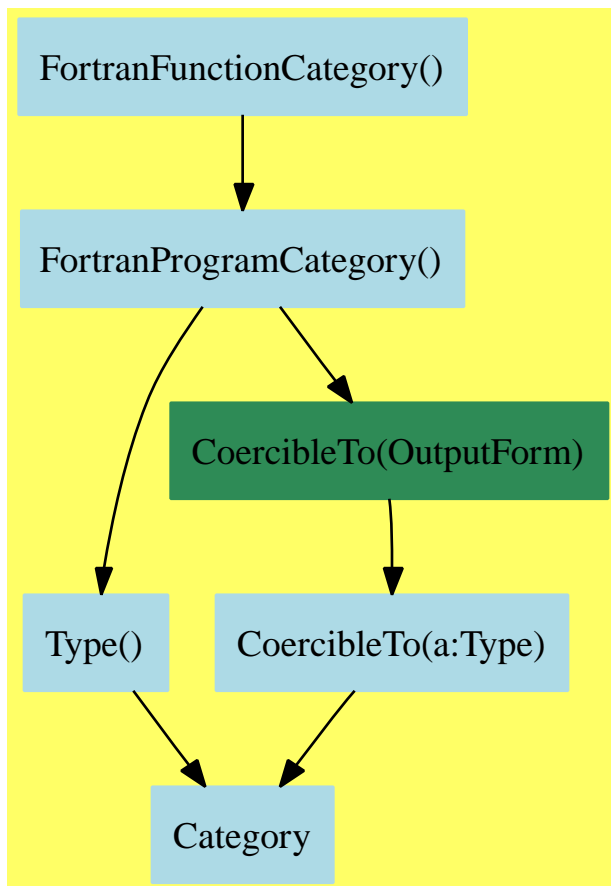 FortranFunctionCategory()
FortranProgramCategory()
CoercibleTo(OutputForm)
Type()
CoercibleTo(a:Type)
Category